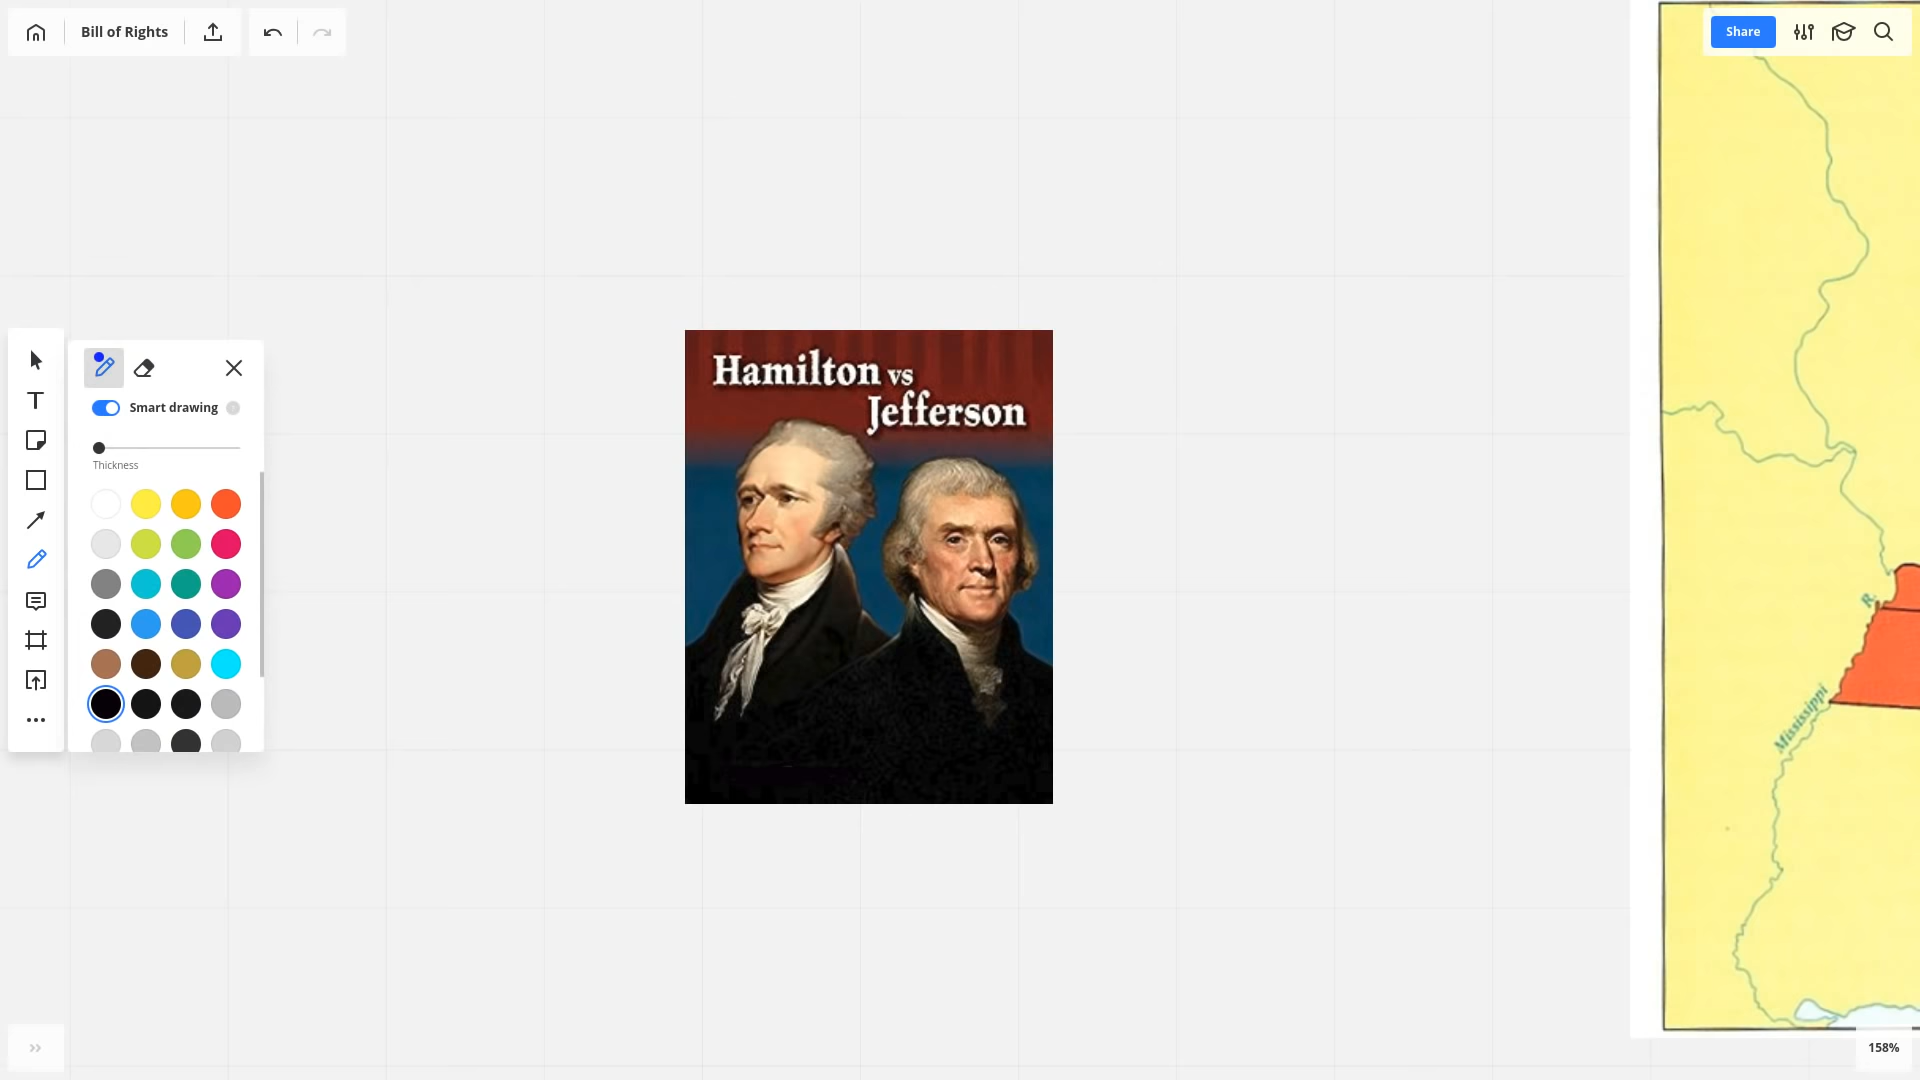 Bill of Rights
Share
Smart drawing
Thickness
Hamilton vs
Jefferson
R.
Mississippi
158%